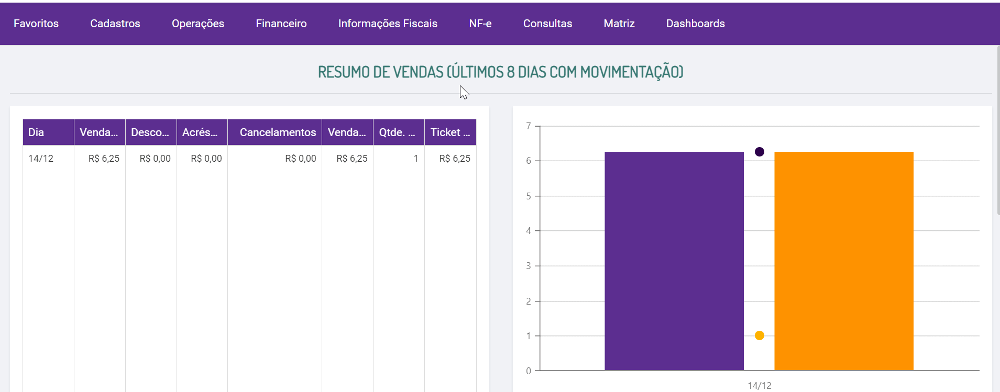 Favoritos Cadastros Operações Financeiro Informações Fiscais NF-e Consultas Matriz Dashboards
RESUMO DE VENDAS (ÚLTIMOS 8 DIAS COM MOVIMENTAÇÃO)
Dia Venda... Desco... Acrés... Cancelamentos Venda... Qtde. ... Ticket ...
14/12 R$ 6,25 R$ 0,00 R$ 0,00 R$ 0,00 R$ 6,25 1 R$ 6,25
7
6
5
4
3
2
1
0
14/12